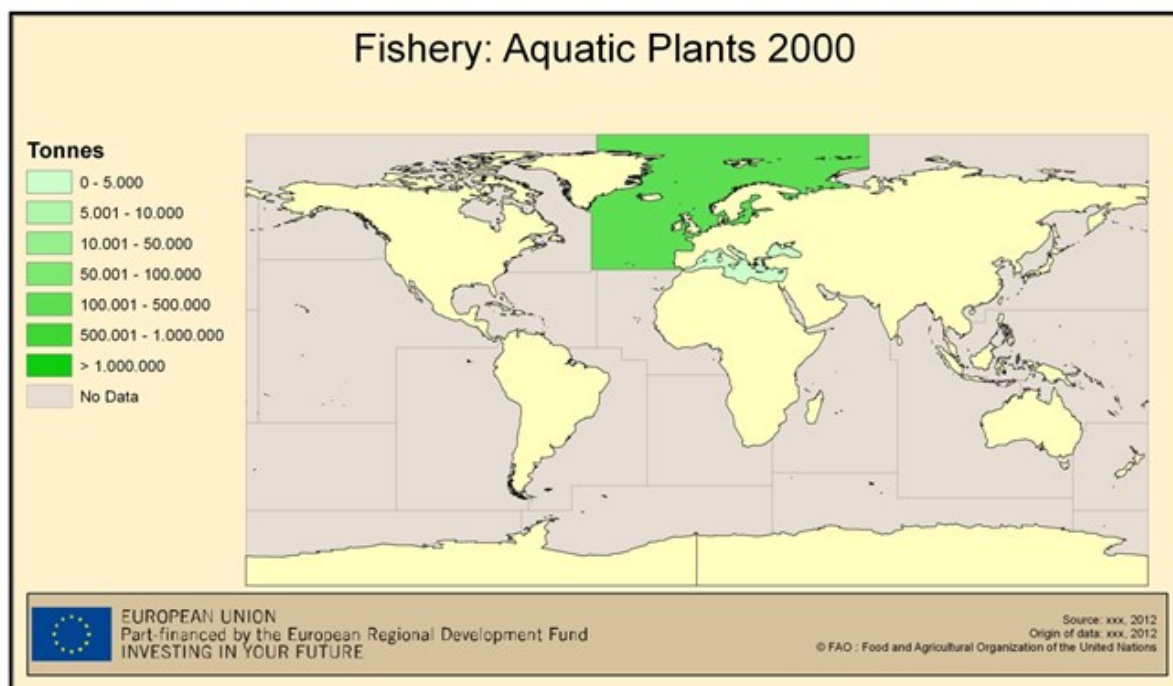 Fishery: Aquatic Plants 2000
Tonnes
0 - 5.000
5.001 - 10.000
10.001 - 50.000
50.001 - 100.000
100.001 - 500.000
500.001 - 1.000.000
> 1.000.000
No Data
EUROPEAN UNION
Part-financed by the European Regional Development Fund
INVESTING IN YOUR FUTURE
Source: xxx, 2012
Origin of data: xxx, 2012
© FAO : Food and Agricultural Organization of the United Nations